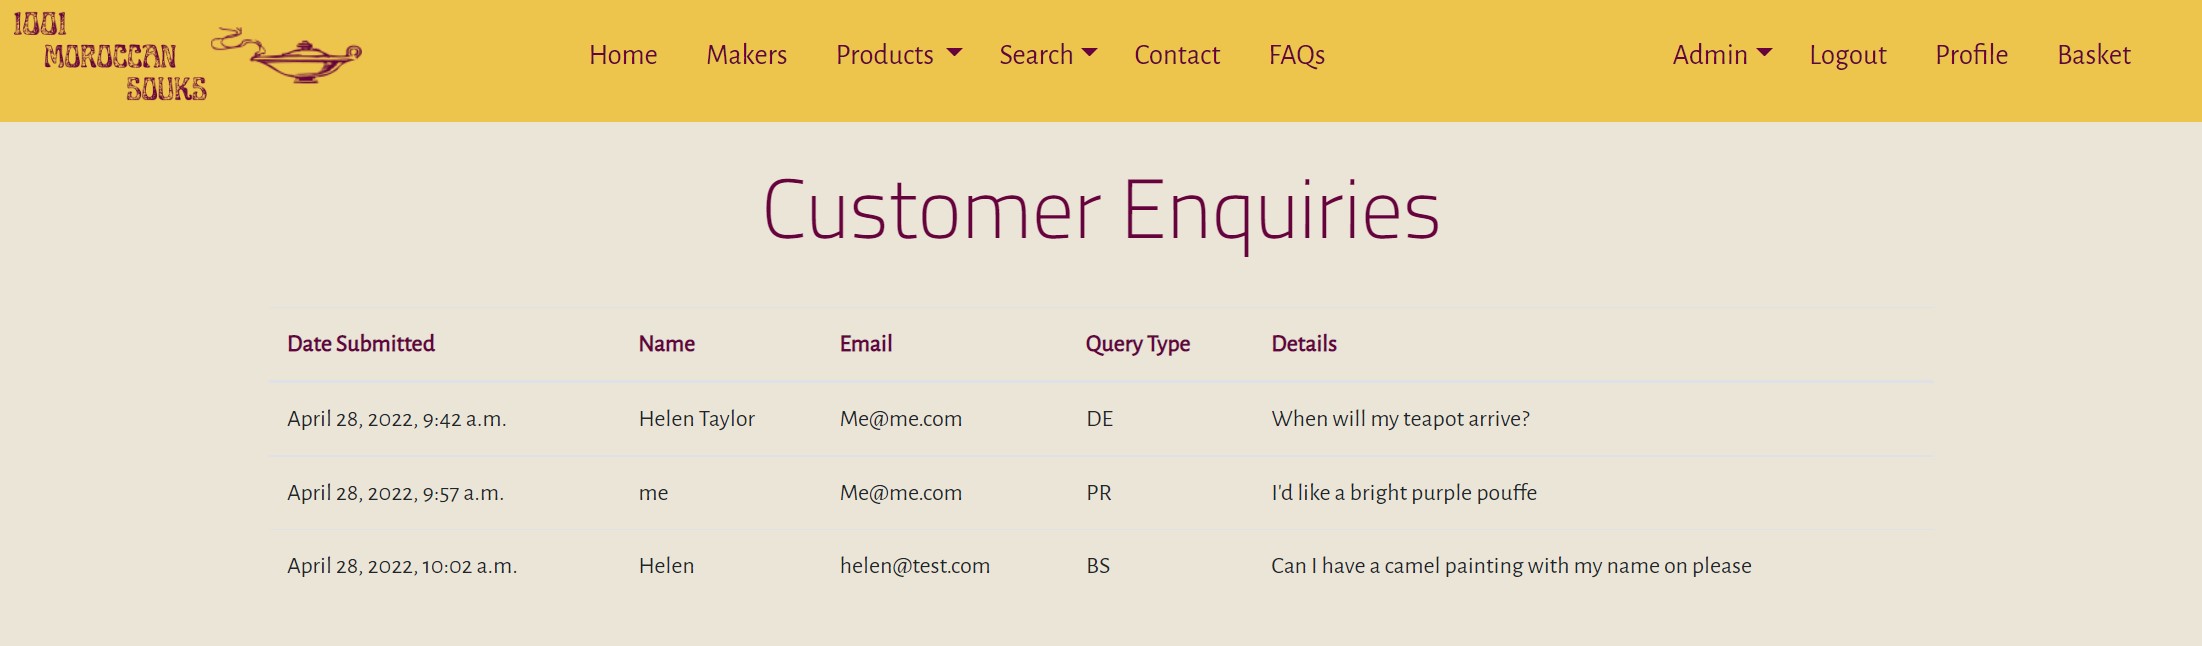 1001
MOROCCAN
SOUKS
Home Makers Products Search Contact FAQs Admin Logout Profile Basket
Customer Enquiries
Date Submitted Name Email Query Type Details
April 28, 2022, 9:42 a.m. Helen Taylor Me@me.com DE When will my teapot arrive?
April 28, 2022, 9:57 a.m. me Me@me.com PR I'd like a bright purple pouffe
April 28, 2022, 10:02 a.m. Helen helen@test.com BS Can I have a camel painting with my name on please